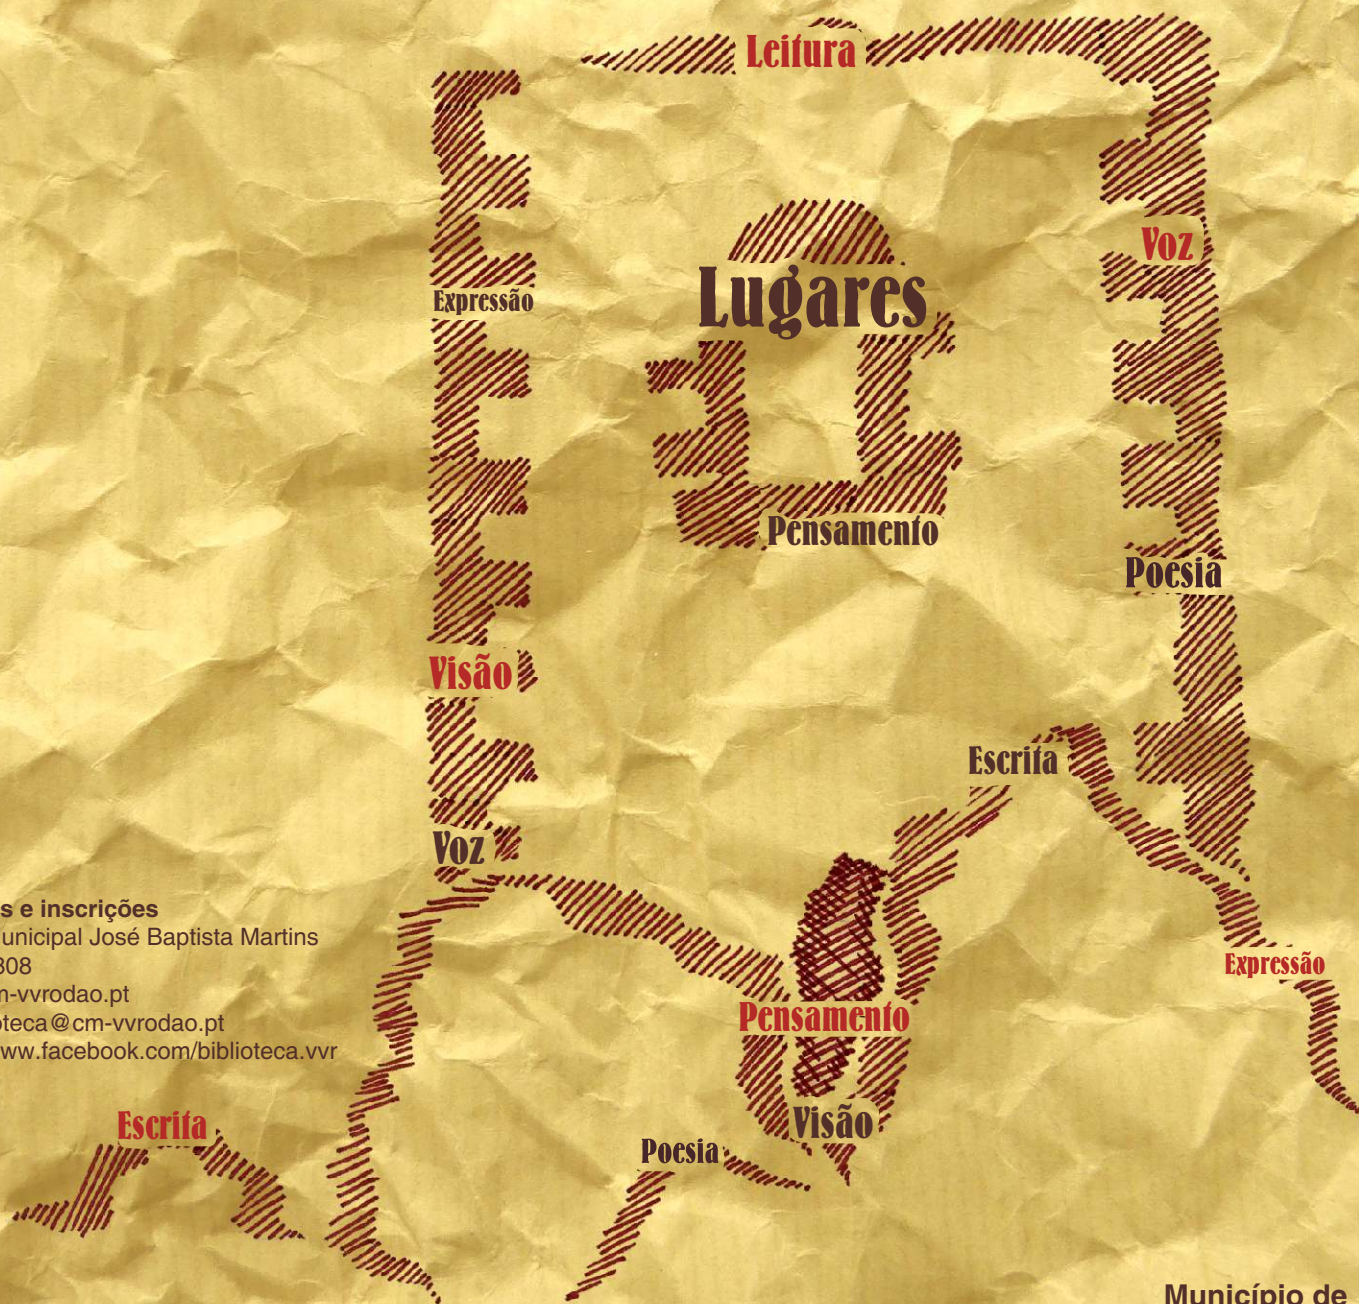 Leitura
Voz
Lugares
Expressão
Pensamento
Poesia
Visão
Escrita
Voz
s e inscrições
unicipal José Baptista Martins
308
m-vvrodao.pt
oteca@cm-vvrodao.pt
ww.facebook.com/biblioteca.vvr
Expressão
Pensamento
Visão
Escrita
Poesia
Município de